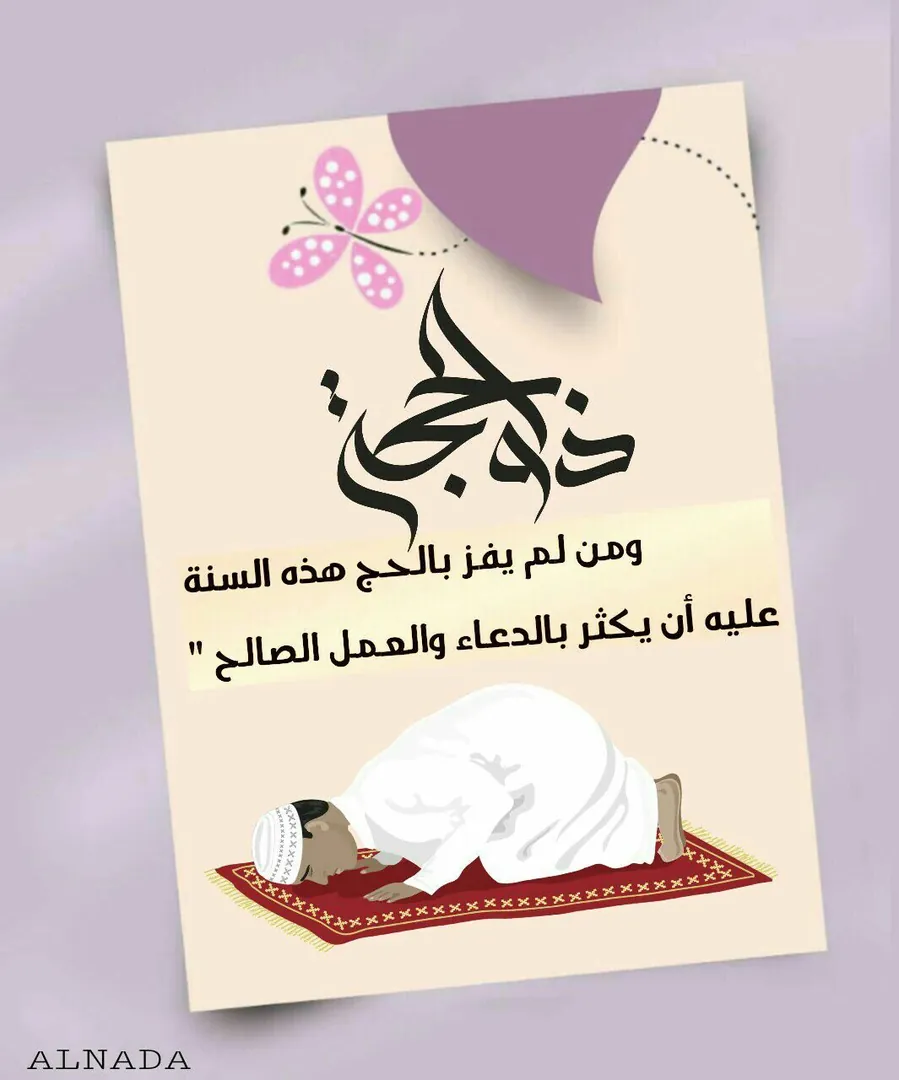 ذو الحجة
ومن لم يفز بالحج هذه السنة
عليه أن يكثر بالدعاء والعمل الصالح "
ALNADA